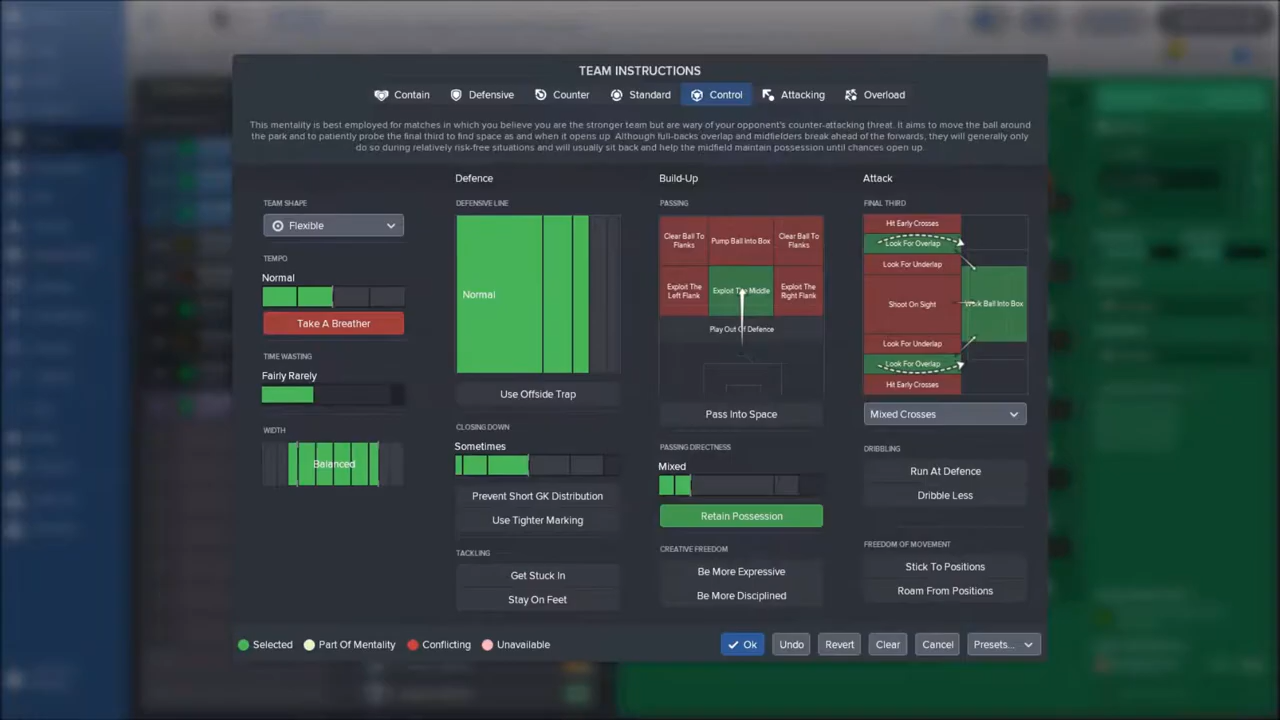 TEAM INSTRUCTIONS
Contain
Defensive
Counter
Standard
Control
Attacking
Overload
This mentality is best employed for matches in which you believe you are the stronger team but are wary of your opponent's counter-attacking threat. It aims to move the ball around
the park and to patiently probe the final third to find space as and when it opens up. Although full-backs overlap and midfielders break ahead of the forwards, they will generally only
do so during relatively risk-free situations and will usually sit back and help the midfield maintain possession until chances open up.
TEAM SHAPE
Flexible
TEMPO
Normal
Take A Breather
TIME WASTING
Fairly Rarely
WIDTH
Balanced
Defence
DEFENSIVE LINE
Normal
Use Offside Trap
CLOSING DOWN
Sometimes
Prevent Short GK Distribution
Use Tighter Marking
TACKLING
Get Stuck In
Stay On Feet
Build-Up
PASSING
Clear Ball To
Flanks
Pump Ball Into Box
Clear Ball To
Flanks
Exploit The
Left Flank
Exploit The Middle
Exploit The
Right Flank
Play Out Of Defence
Pass Into Space
PASSING DIRECTNESS
Mixed
Retain Possession
CREATIVE FREEDOM
Be More Expressive
Be More Disciplined
Attack
FINAL THIRD
Hit Early Crosses
Look For Overlap
Look For Underlap
Shoot On Sight
Work Ball Into Box
Look For Underlap
Look For Overlap
Hit Early Crosses
Mixed Crosses
DRIBBLING
Run At Defence
Dribble Less
FREEDOM OF MOVEMENT
Stick To Positions
Roam From Positions
Selected
Part Of Mentality
Conflicting
Unavailable
Ok
Undo
Revert
Clear
Cancel
Presets...